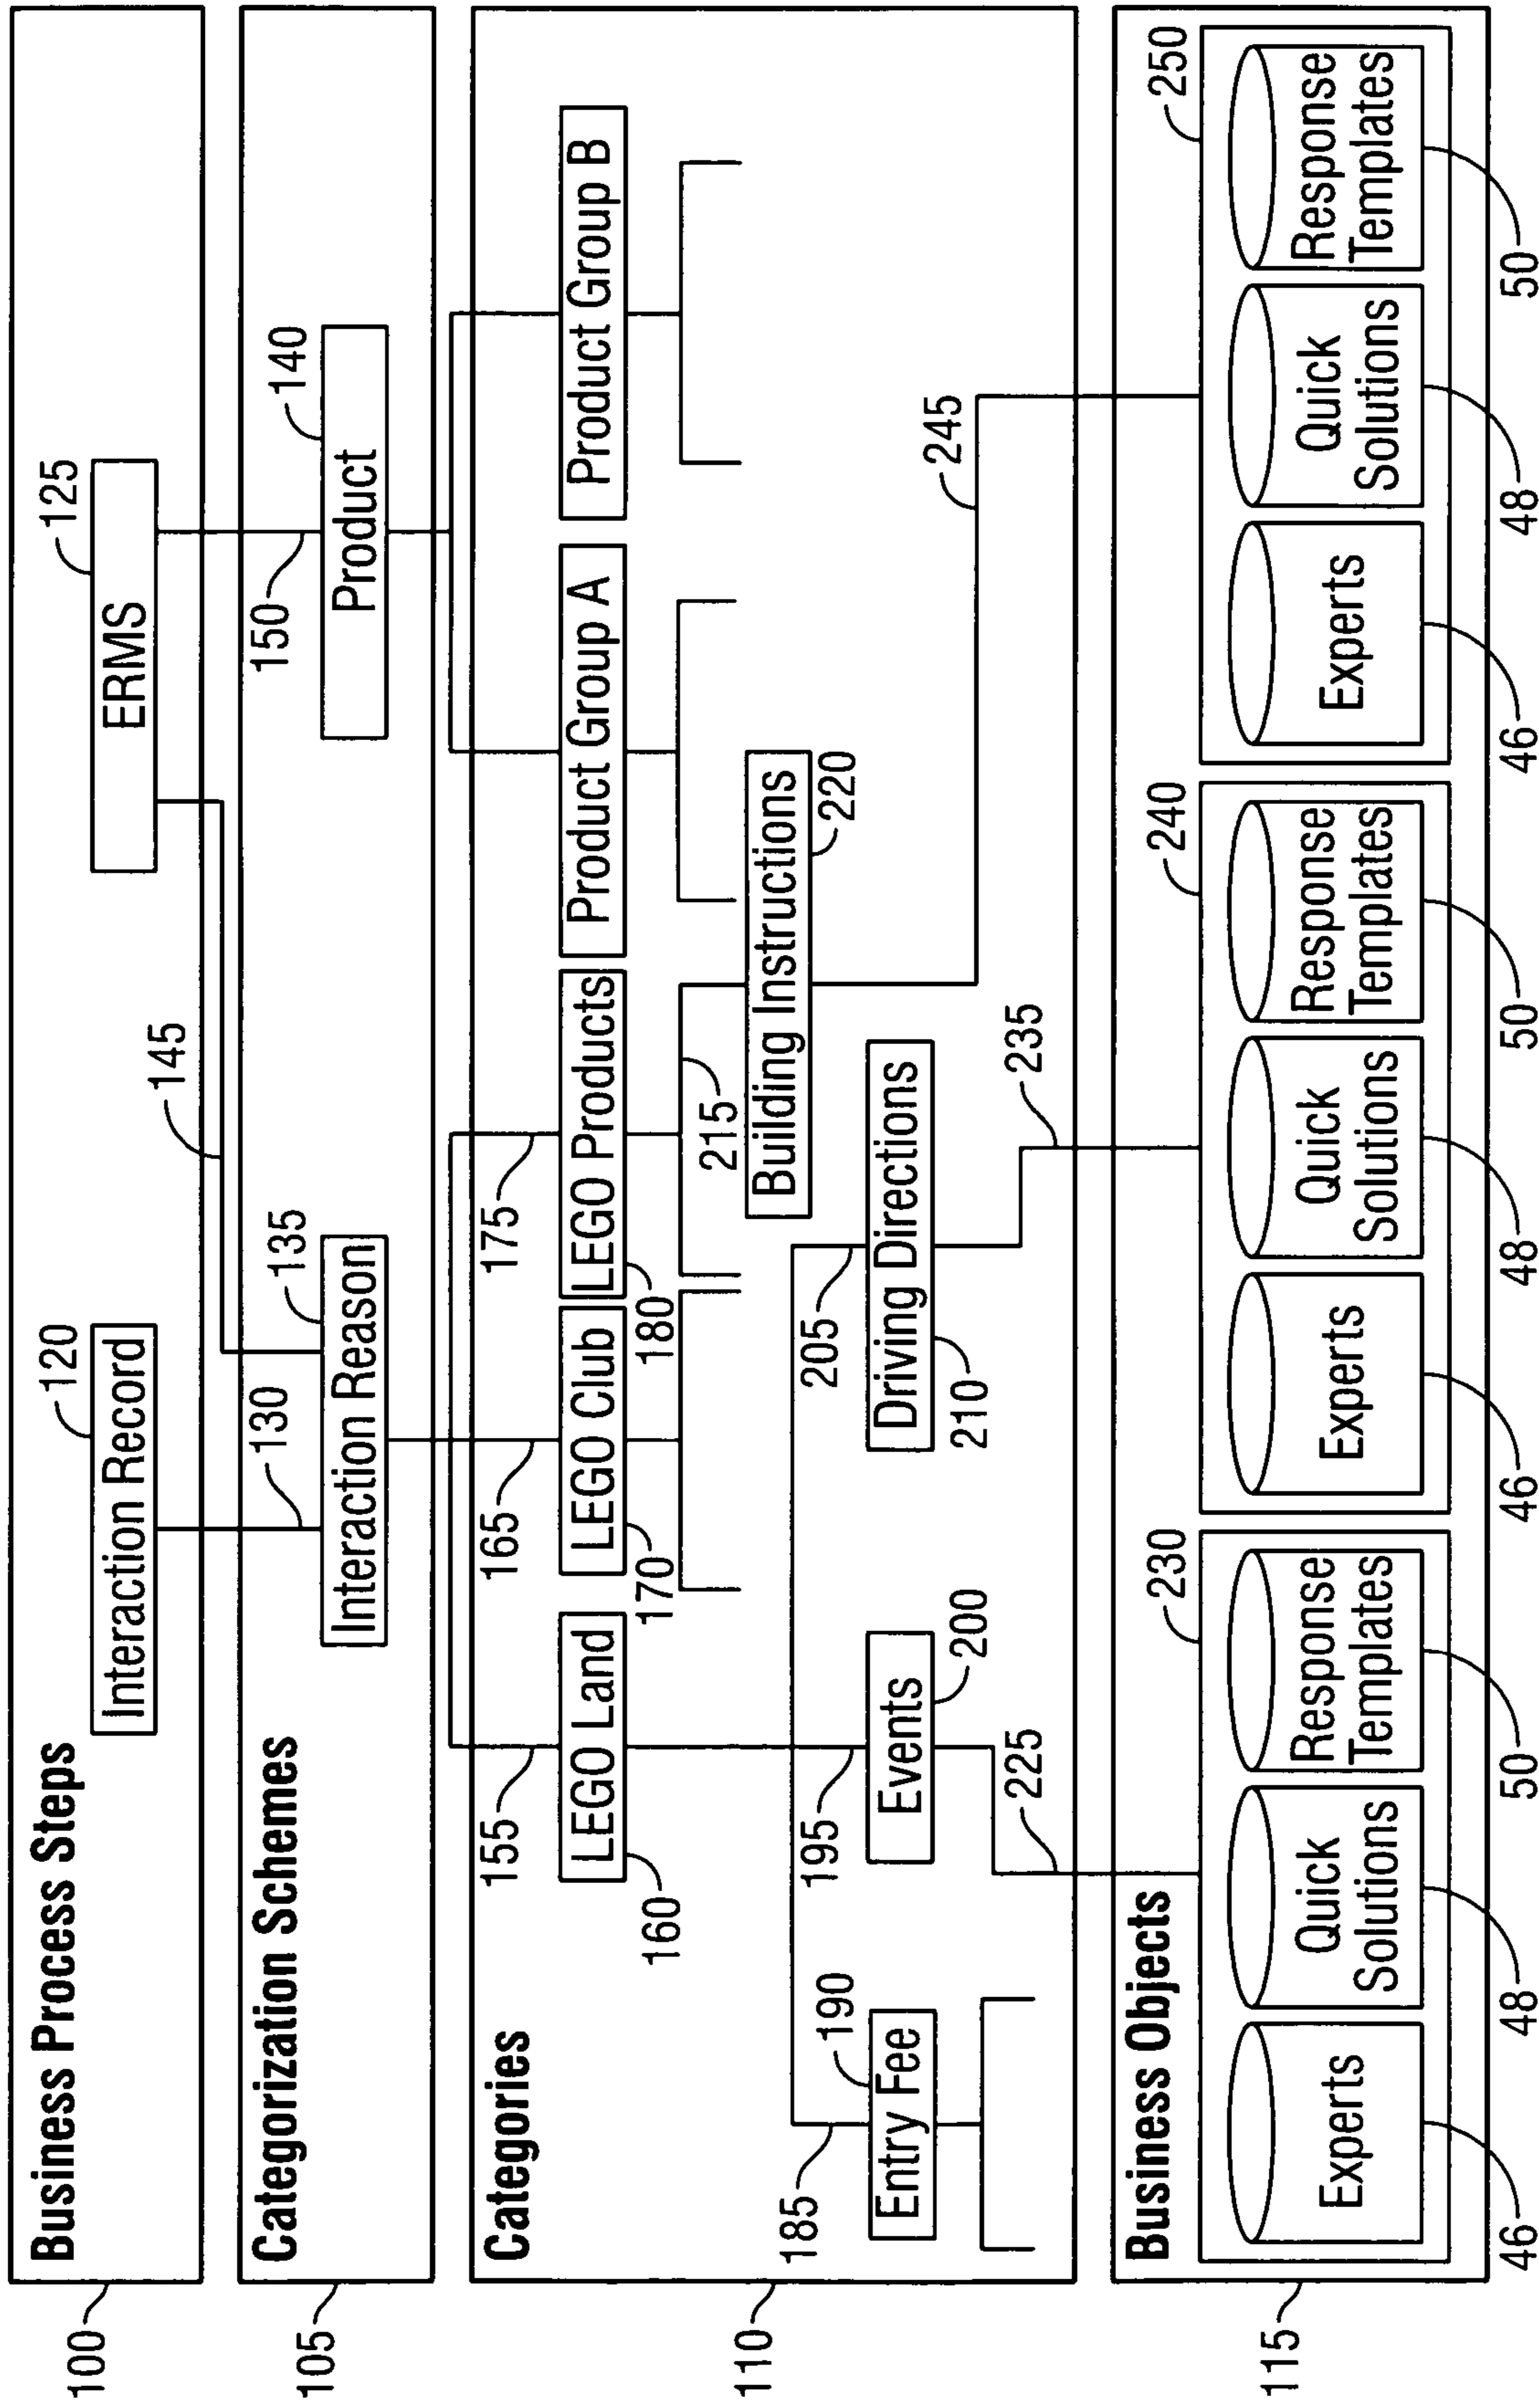 100
Business Process Steps
Interaction Record
120
ERMS
125
145
105
Categorization Schemes
130
Interaction Reason
135
150
Product
140
110
Categories
155
165
175
LEGO Land
160
LEGO Club
170
LEGO Products
180
Product Group A
Product Group B
215
Building Instructions
220
185
Entry Fee
190
195
Events
200
205
Driving Directions
210
225
235
245
115
Business Objects
230
240
250
Experts
Quick
Solutions
Response
Templates
Experts
Quick
Solutions
Response
Templates
Experts
Quick
Solutions
Response
Templates
46
48
50
46
48
50
46
48
50